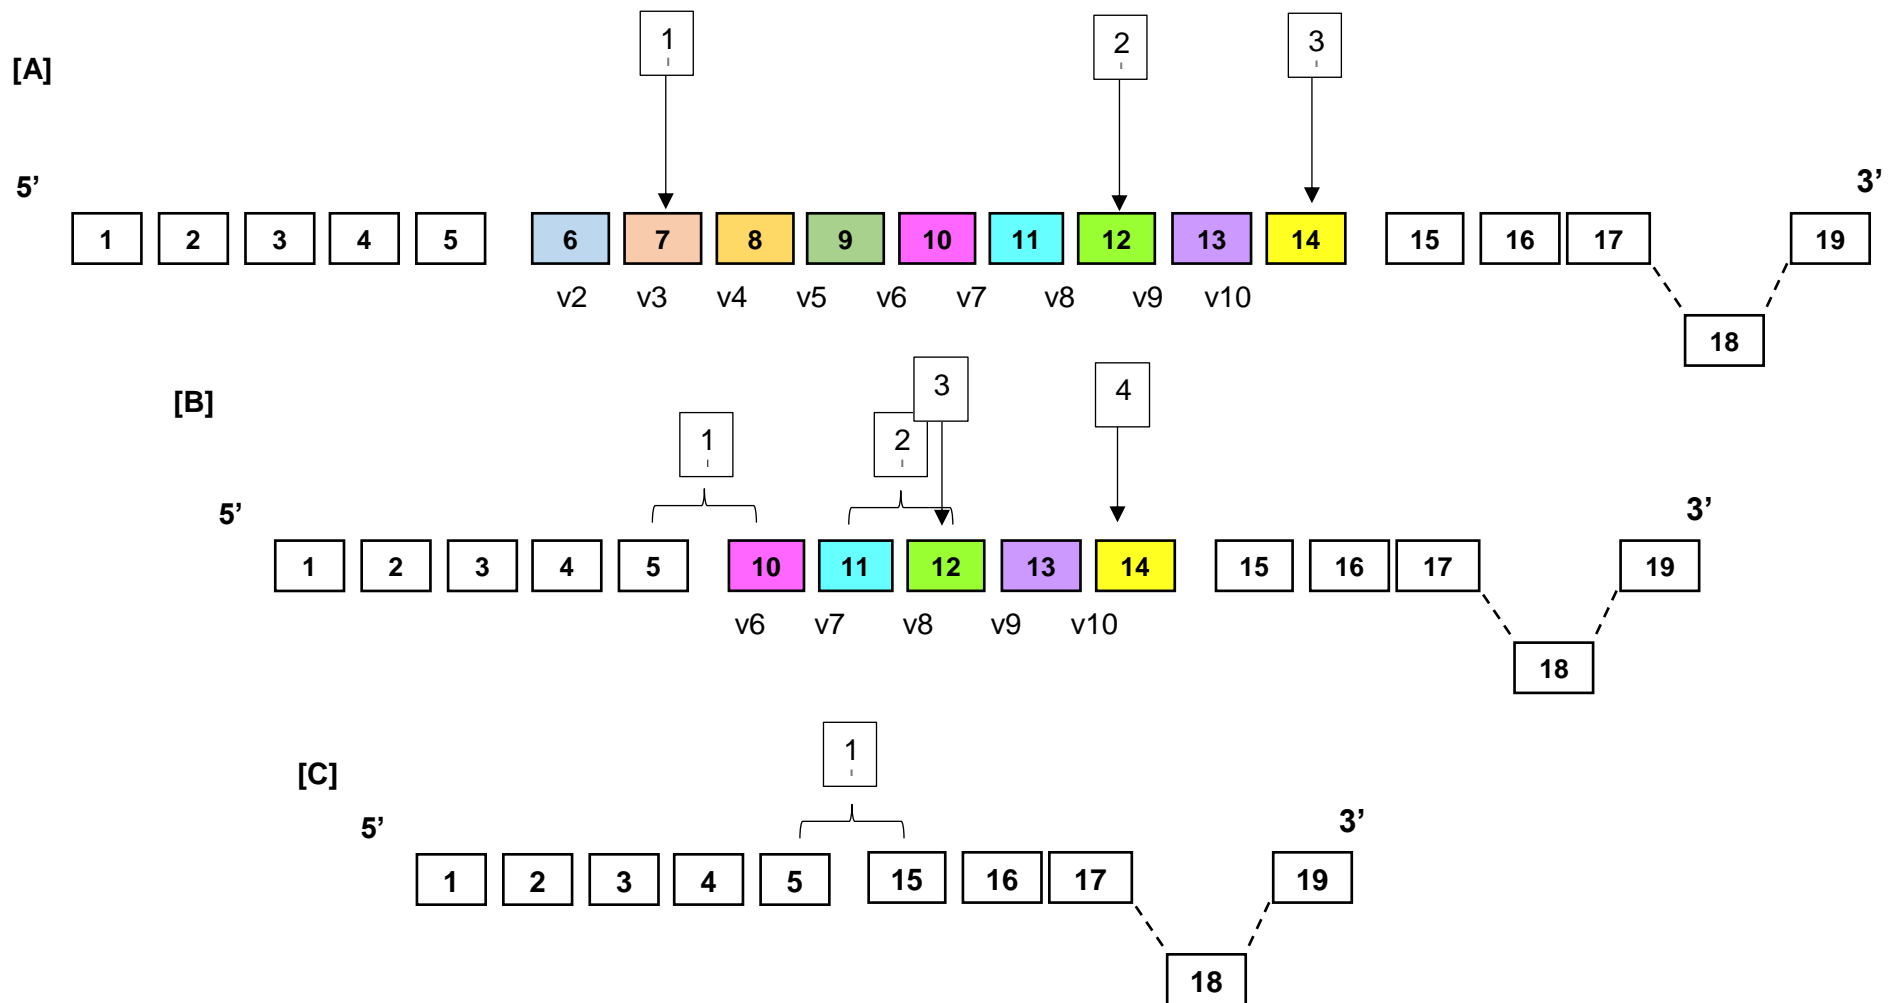 1 2 3
[A]
5’ 3’
1 2 3 4 5 6 7 8 9 10 11 12 13 14 15 16 17 19
v2 v3 v4 v5 v6 v7 v8 v9 v10
18
3 4
[B]
1 2
5’ 3’
1 2 3 4 5 10 11 12 13 14 15 16 17 19
v6 v7 v8 v9 v10
18
1
[C]
5’ 3’
1 2 3 4 5 15 16 17 19
18